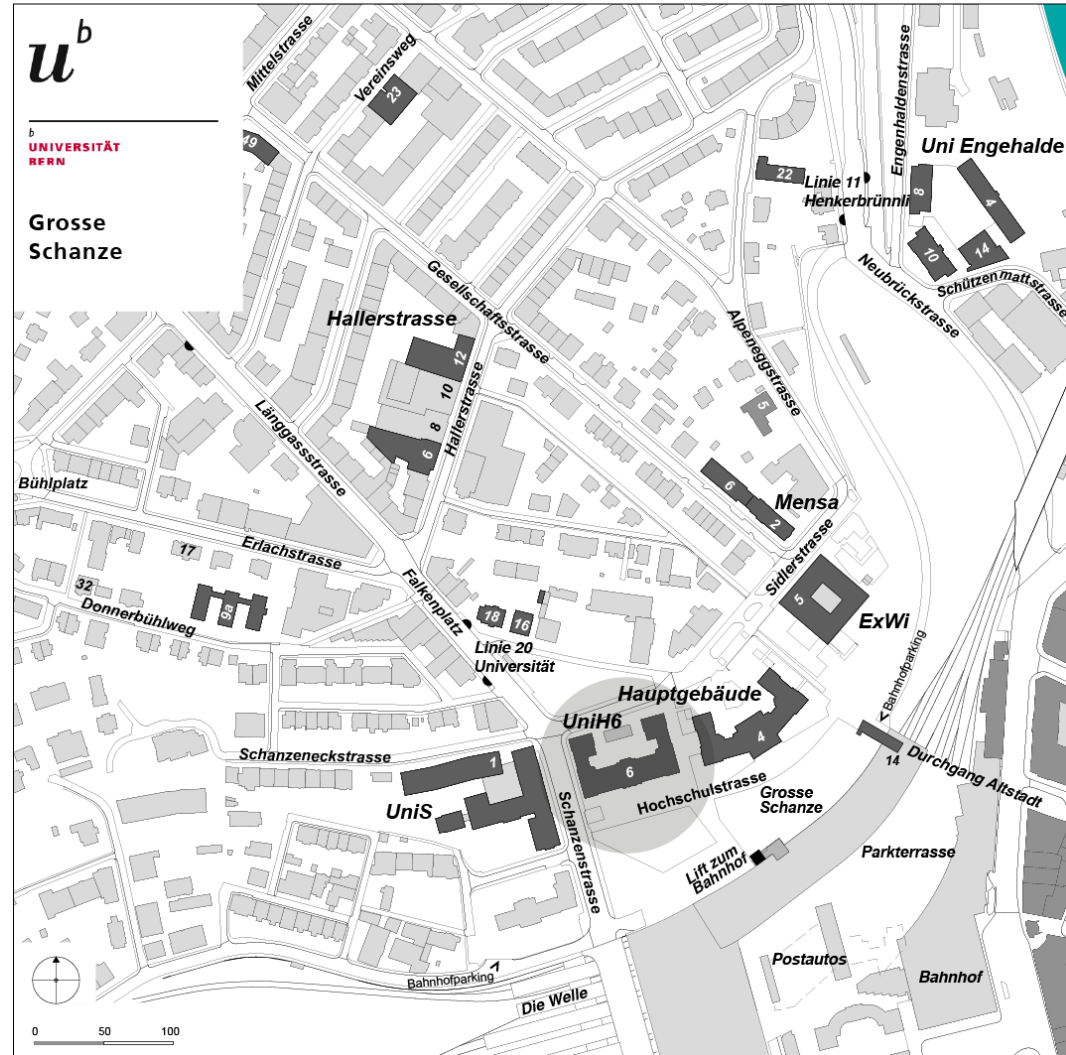 u b
b
UNIVERSITÄT
BERN
Grosse
Schanze
Mittelstrasse
Vereinsweg
23
49
Engehaldenstrasse
Uni Engehalde
22
Linie 11
Henkerbrünnli
8
4
10
14
Schützenmattstrasse
Neubrückstrasse
Gesellschaftsstrasse
Alpeneggstrasse
Hallerstrasse
12
10
8
6
Hallerstrasse
Länggassstrasse
5
6
2
Mensa
Sidlerstrasse
Bühlplatz
Erlachstrasse
17
32
9a
Donnerbühlweg
Falkenplatz
18
16
Linie 20
Universität
5
ExWi
Bahnhofparking
Hauptgebäude
UniH6
4
6
Hochschulstrasse
14
Durchgang Altstadt
Schanzeneckstrasse
1
UniS
Schanzenstrasse
Grosse
Schanze
Lift zum
Bahnhof
Parkterrasse
Postautos
Bahnhof
Bahnhofparking
Die Welle
0 50 100